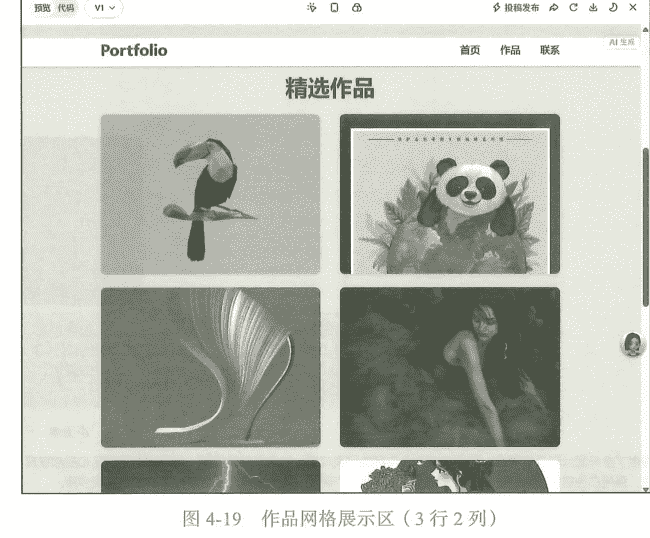 预览 代码 V1 投稿发布
Portfolio 首页 作品 联系 AI 生成
精选作品
图 4-19 作品网格展示区（3 行 2 列）